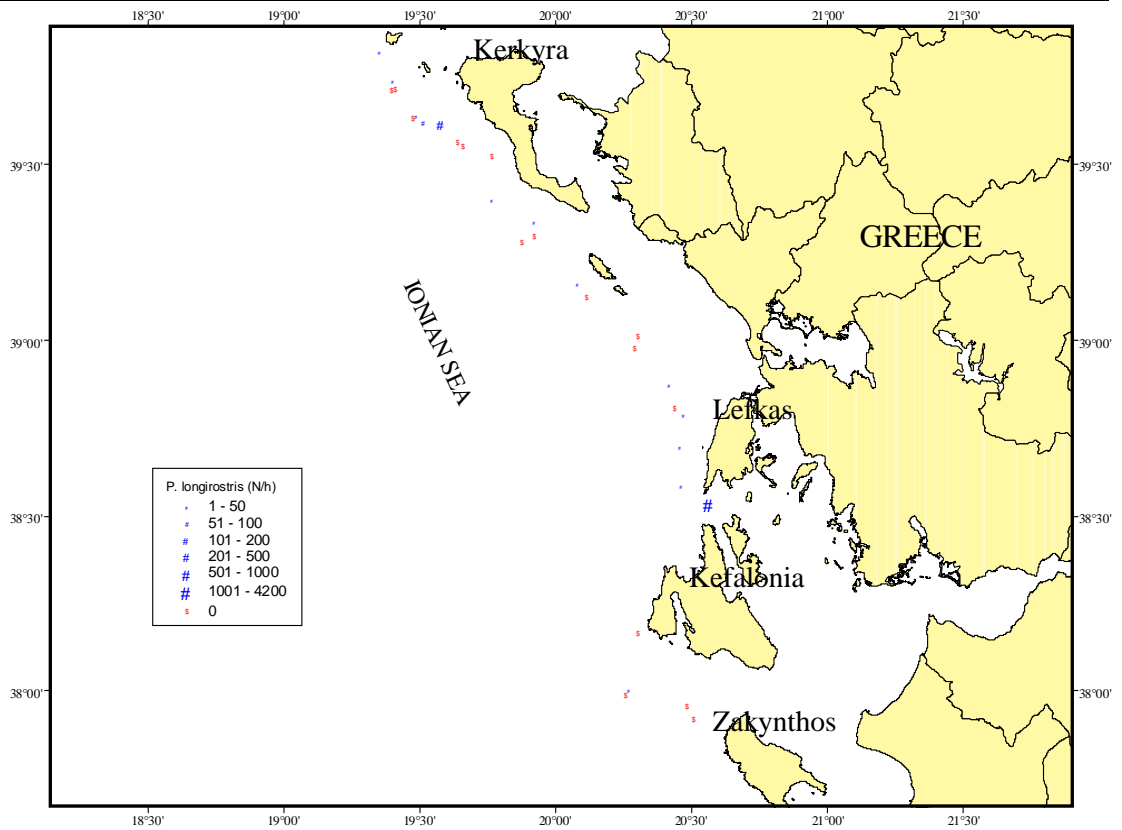 18°30' 19°00' 19°30' 20°00' 20°30' 21°00' 21°30'
Kerkyra
39°30' 39°30'
GREECE
IONIAN SEA
39°00' 39°00'
Lefkas
P. longirostris (N/h)
# 1 - 50
# 51 - 100
# 101 - 200
# 201 - 500
# 501 - 1000
# 1001 - 4200
$ 0
38°30' 38°30'
Kefalonia
38°00' 38°00'
Zakynthos
18°30' 19°00' 19°30' 20°00' 20°30' 21°00' 21°30'